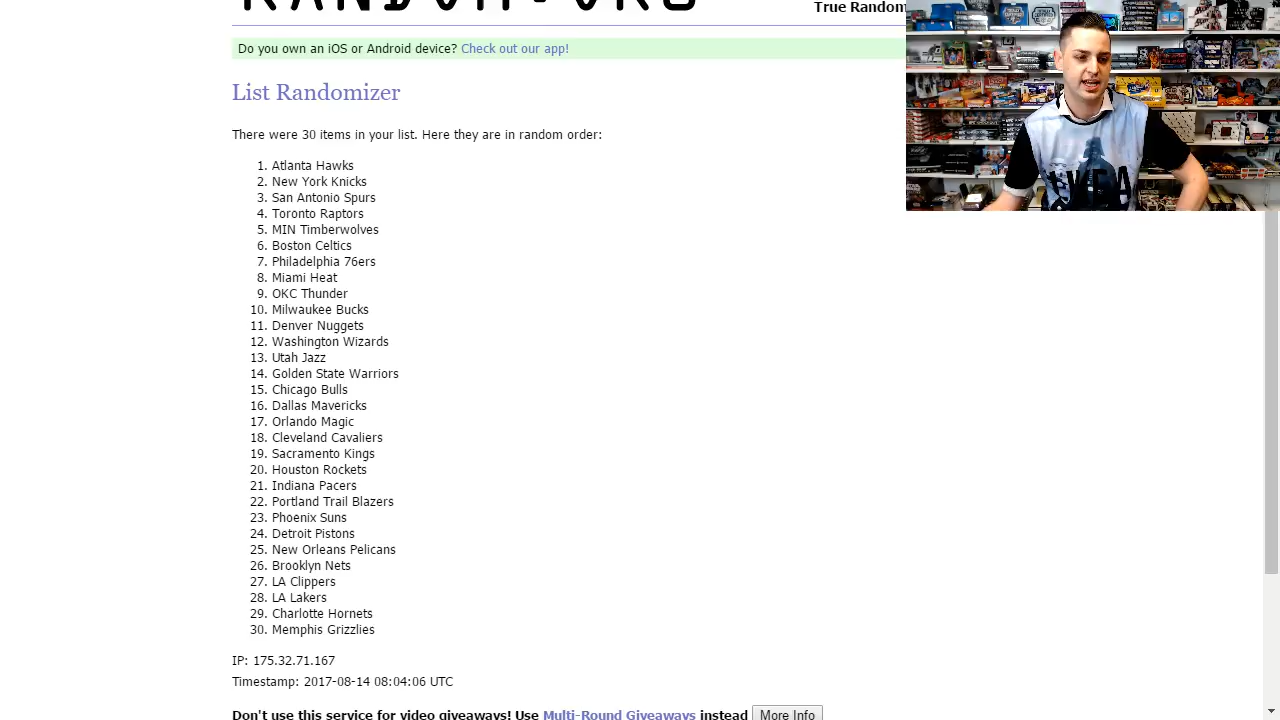 RANDOM.ORG
True Random
Do you own an iOS or Android device? Check out our app!
List Randomizer
There were 30 items in your list. Here they are in random order:
1. Atlanta Hawks
2. New York Knicks
3. San Antonio Spurs
4. Toronto Raptors
5. MIN Timberwolves
6. Boston Celtics
7. Philadelphia 76ers
8. Miami Heat
9. OKC Thunder
10. Milwaukee Bucks
11. Denver Nuggets
12. Washington Wizards
13. Utah Jazz
14. Golden State Warriors
15. Chicago Bulls
16. Dallas Mavericks
17. Orlando Magic
18. Cleveland Cavaliers
19. Sacramento Kings
20. Houston Rockets
21. Indiana Pacers
22. Portland Trail Blazers
23. Phoenix Suns
24. Detroit Pistons
25. New Orleans Pelicans
26. Brooklyn Nets
27. LA Clippers
28. LA Lakers
29. Charlotte Hornets
30. Memphis Grizzlies
IP: 175.32.71.167
Timestamp: 2017-08-14 08:04:06 UTC
Don't use this service for video giveaways! Use Multi-Round Giveaways instead More Info